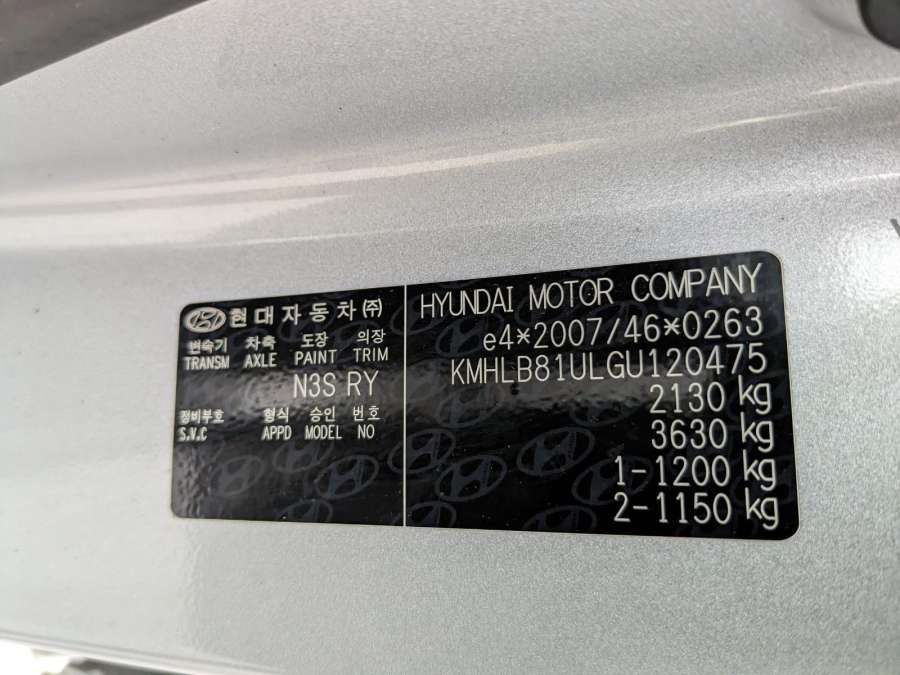 현대자동차(주)
변속기 차축 도장 의장
TRANSM AXLE PAINT TRIM
N3S RY
정비부호 형식 승인 번호
S.V.C APPD MODEL NO
HYUNDAI MOTOR COMPANY
e4*2007/46*0263
KMHLB81ULGU120475
2130 kg
3630 kg
1-1200 kg
2-1150 kg